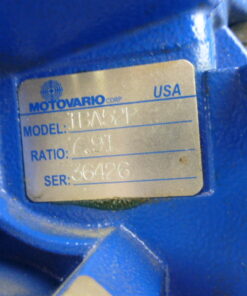 MOTOVARIO CORP USA
MODEL:
RATIO:
SER: 36426